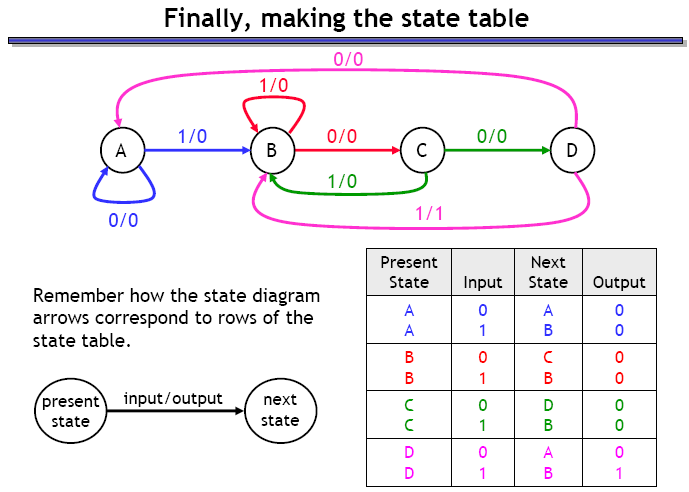 Finally, making the state table
0/0
1/0
1/0
0/0
0/0
A
B
C
D
1/0
0/0
1/1
Remember how the state diagram
arrows correspond to rows of the
state table.
present
state
input/output
next
state
Present State Input Next State Output
A 0 A 0
A 1 B 0
B 0 C 0
B 1 B 0
C 0 D 0
C 1 B 0
D 0 A 0
D 1 B 1